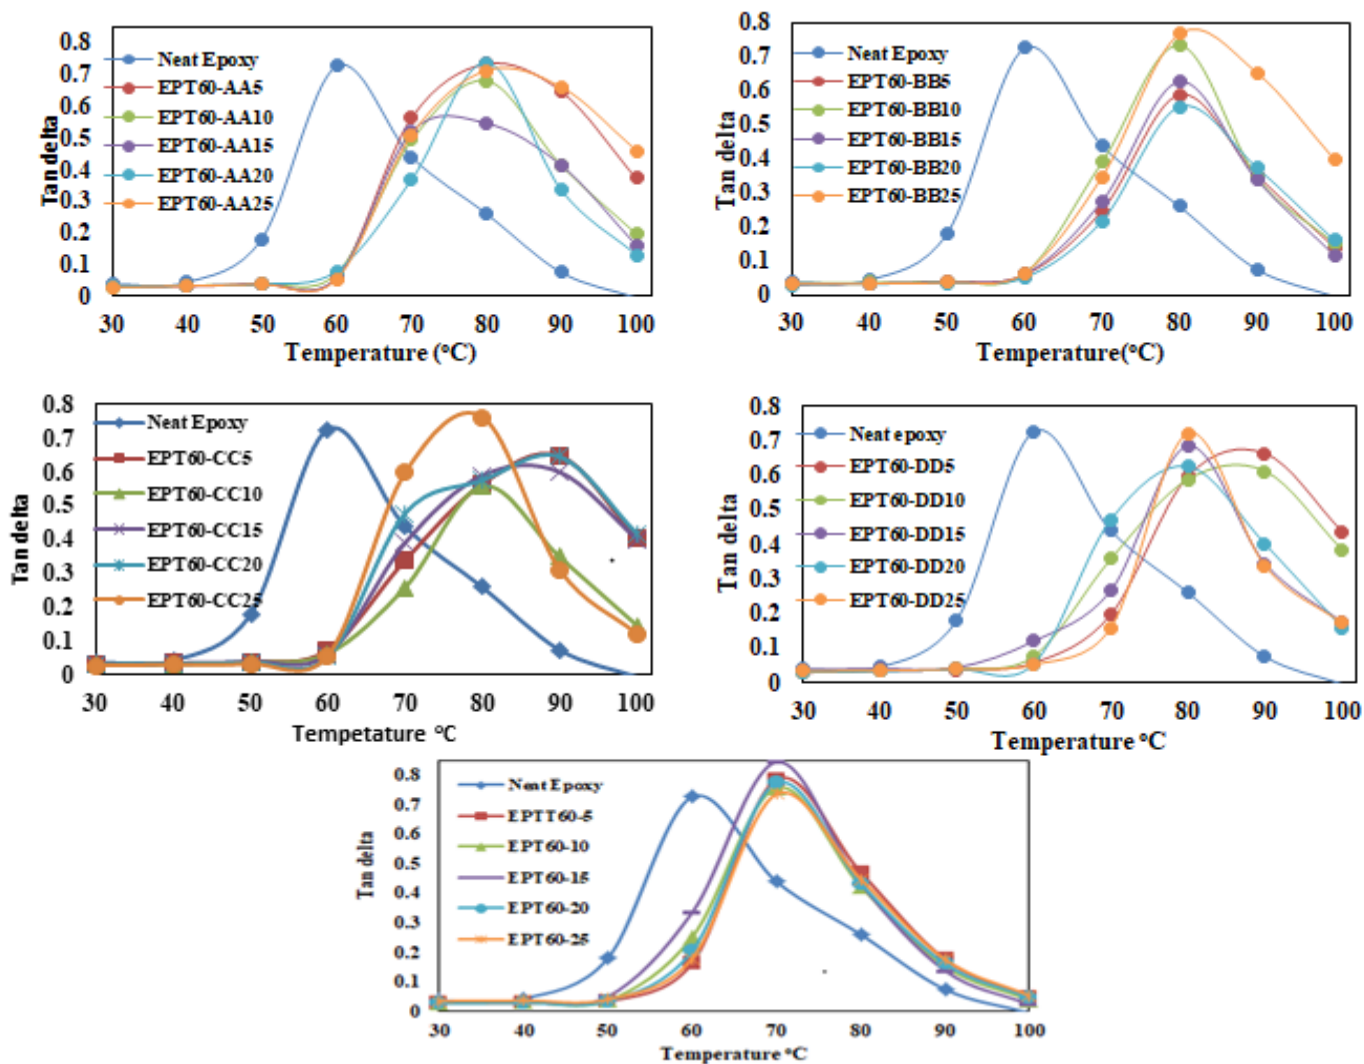 0.8
0.7
0.6
0.5
0.4
0.3
0.2
0.1
0
Tan delta
Neat Epoxy
EPT60-AA5
EPT60-AA10
EPT60-AA15
EPT60-AA20
EPT60-AA25
30 40 50 60 70 80 90 100
Temperature (°C)
0.8
0.7
0.6
0.5
0.4
0.3
0.2
0.1
0
Tan delta
Neat Epoxy
EPT60-BB5
EPT60-BB10
EPT60-BB15
EPT60-BB20
EPT60-BB25
30 40 50 60 70 80 90 100
Temperature(°C)
0.8
0.7
0.6
0.5
0.4
0.3
0.2
0.1
0
Tan delta
Neat Epoxy
EPT60-CC5
EPT60-CC10
EPT60-CC15
EPT60-CC20
EPT60-CC25
30 40 50 60 70 80 90 100
Tempetature °C
0.8
0.7
0.6
0.5
0.4
0.3
0.2
0.1
0
Tan delta
Neat epoxy
EPT60-DD5
EPT60-DD10
EPT60-DD15
EPT60-DD20
EPT60-DD25
30 40 50 60 70 80 90 100
Temperature °C
0.8
0.7
0.6
0.5
0.4
0.3
0.2
0.1
0
Tan delta
Neat Epoxy
EPTT60-5
EPT60-10
EPT60-15
EPT60-20
EPT60-25
30 40 50 60 70 80 90 100
Temperature °C